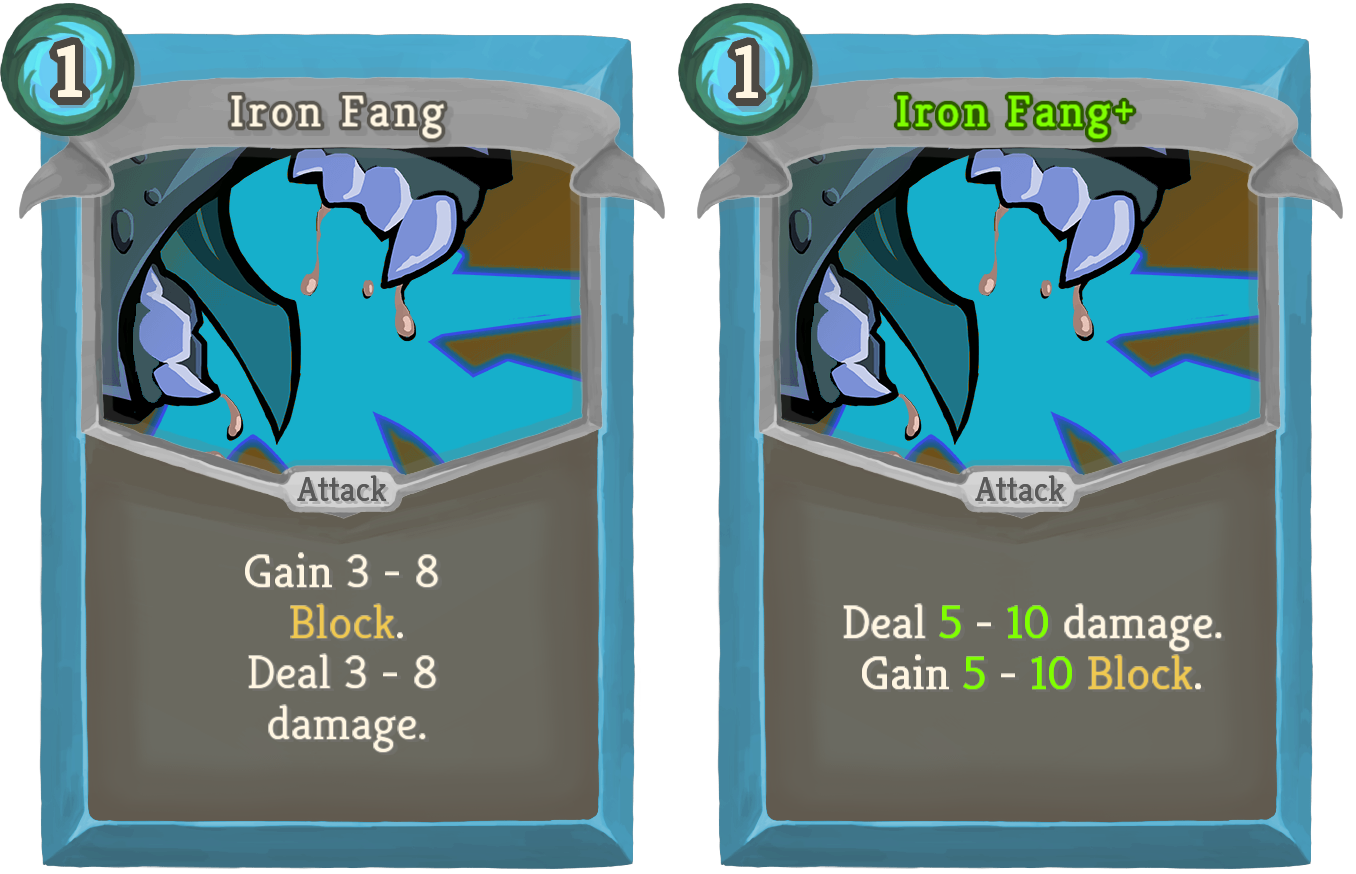 1
Iron Fang
Attack
Gain 3 - 8
Block.
Deal 3 - 8
damage.
1
Iron Fang+
Attack
Deal 5 - 10 damage.
Gain 5 - 10 Block.